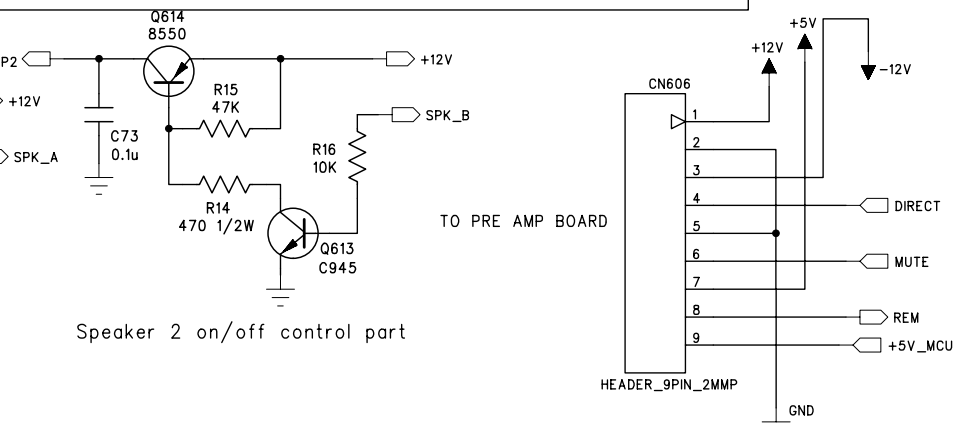 Q614
8550
P2
+12V
+12V
SPK_A
C73
0.1u
R15
47K
R14
470 1/2W
R16
10K
SPK_B
Q613
C945
Speaker 2 on/off control part
TO PRE AMP BOARD
CN606
+12V
+5V
-12V
1
2
3
4
5
6
7
8
9
DIRECT
MUTE
REM
+5V_MCU
HEADER_9PIN_2MMP
GND